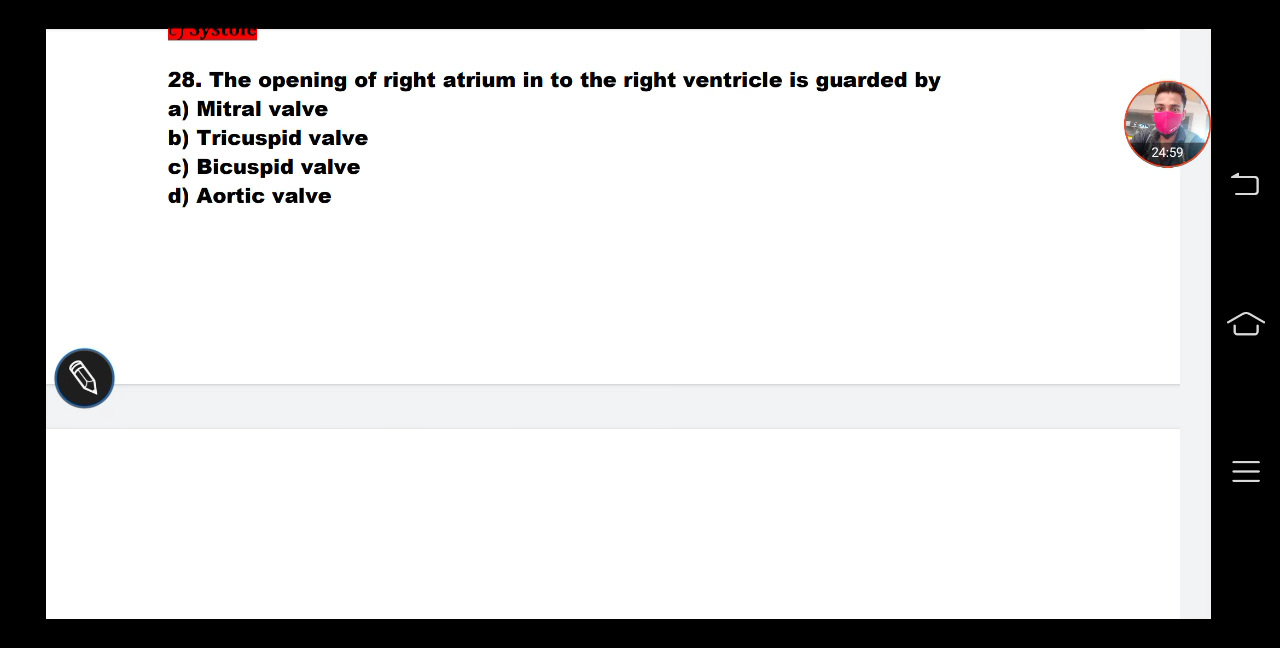 c) Systole
28. The opening of right atrium in to the right ventricle is guarded by
a) Mitral valve
b) Tricuspid valve
c) Bicuspid valve
d) Aortic valve
24:59